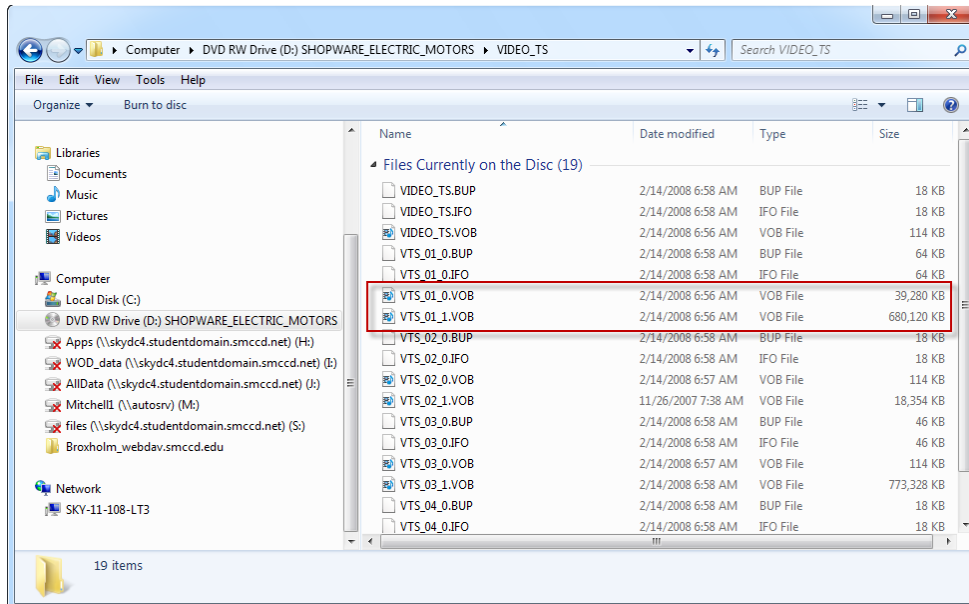 Computer DVD RW Drive (D:) SHOPWARE_ELECTRIC_MOTORS VIDEO_TS Search VIDEO_TS
File Edit View Tools Help
Organize Burn to disc
Name Date modified Type Size
Libraries
Documents
Music
Pictures
Videos
Computer
Local Disk (C:)
DVD RW Drive (D:) SHOPWARE_ELECTRIC_MOTORS
Apps (\\skydc4.studentdomain.smccd.net) (H:)
WOD_data (\\skydc4.studentdomain.smccd.net) (I:)
AllData (\\skydc4.studentdomain.smccd.net) (J:)
Mitchell1 (\\autosrv) (M:)
files (\\skydc4.studentdomain.smccd.net) (S:)
Broxholm_webdav.smccd.edu
Network
SKY-11-108-LT3
Files Currently on the Disc (19)
VIDEO_TS.BUP 2/14/2008 6:58 AM BUP File 18 KB
VIDEO_TS.IFO 2/14/2008 6:58 AM IFO File 18 KB
VIDEO_TS.VOB 2/14/2008 6:56 AM VOB File 114 KB
VTS_01_0.BUP 2/14/2008 6:58 AM BUP File 64 KB
VTS_01_0.IFO 2/14/2008 6:58 AM IFO File 64 KB
VTS_01_0.VOB 2/14/2008 6:56 AM VOB File 39,280 KB
VTS_01_1.VOB 2/14/2008 6:56 AM VOB File 680,120 KB
VTS_02_0.BUP 2/14/2008 6:58 AM BUP File 18 KB
VTS_02_0.IFO 2/14/2008 6:58 AM IFO File 18 KB
VTS_02_0.VOB 2/14/2008 6:57 AM VOB File 114 KB
VTS_02_1.VOB 11/26/2007 7:38 AM VOB File 18,354 KB
VTS_03_0.BUP 2/14/2008 6:58 AM BUP File 46 KB
VTS_03_0.IFO 2/14/2008 6:58 AM IFO File 46 KB
VTS_03_0.VOB 2/14/2008 6:57 AM VOB File 114 KB
VTS_03_1.VOB 2/14/2008 6:58 AM VOB File 773,328 KB
VTS_04_0.BUP 2/14/2008 6:58 AM BUP File 18 KB
VTS_04_0.IFO 2/14/2008 6:58 AM IFO File 18 KB
19 items